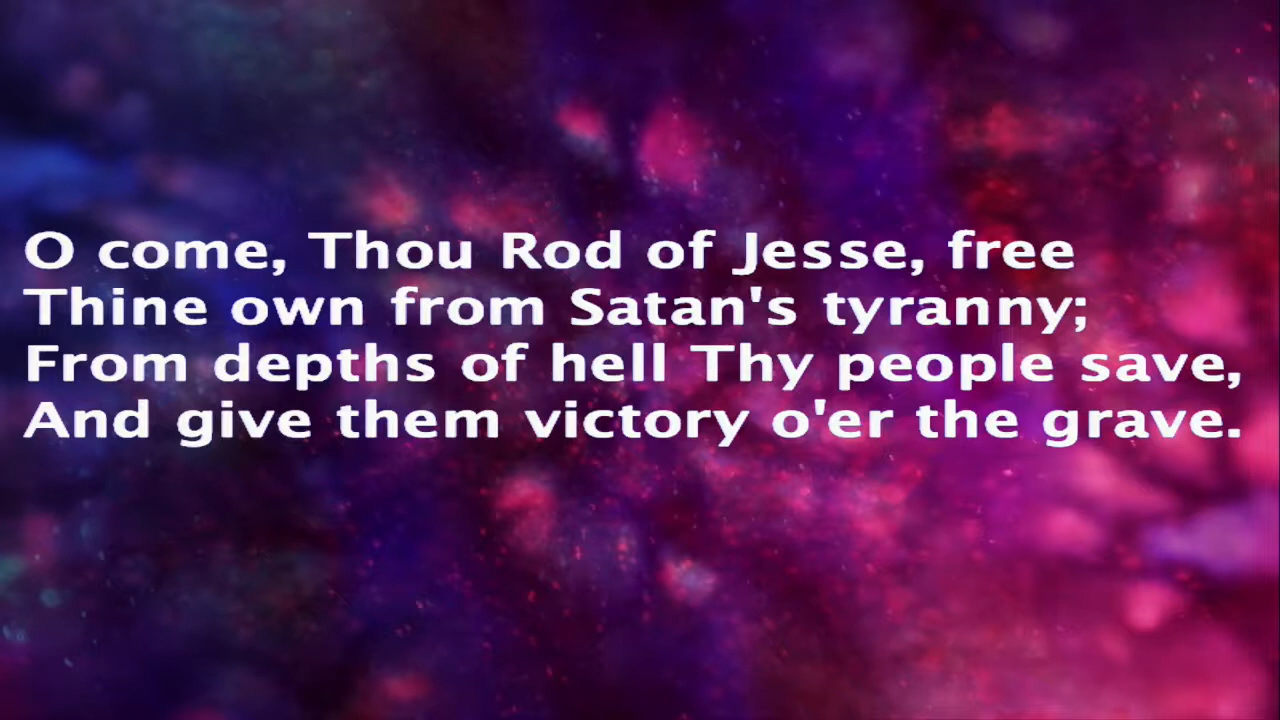 O come, Thou Rod of Jesse, free
Thine own from Satan's tyranny;
From depths of hell Thy people save,
And give them victory o'er the grave.